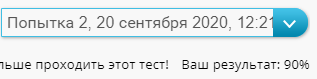 Попытка 2, 20 сентября 2020, 12:21
льше проходить этот тест! Ваш результат: 90%